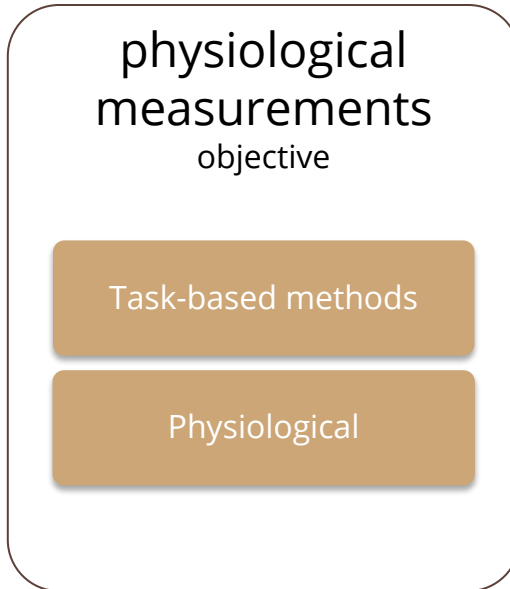 physiological
measurements
objective
Task-based methods
Physiological